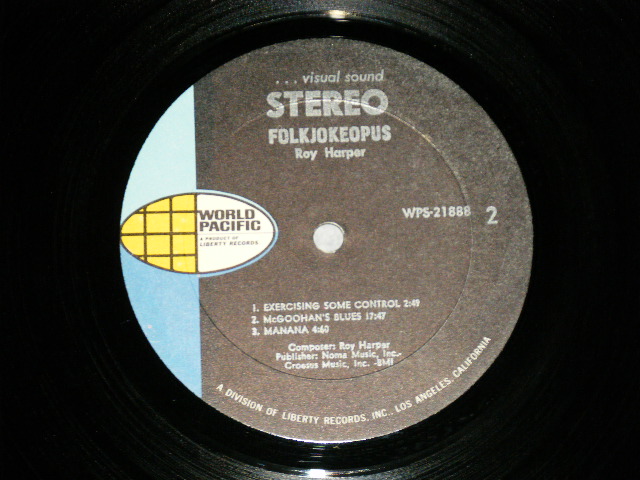 ... visual sound
STEREO
FOLKJOKEOPUS
Roy Harper
WORLD
PACIFIC
A PRODUCT OF
LIBERTY RECORDS
WPS-21888 2
1. EXERCISING SOME CONTROL 2:49
2. McGOOHAN'S BLUES 17:47
3. MANANA 4:60
Composer: Roy Harper
Publisher: Noma Music, Inc.-
Croesus Music, Inc. -BMI
A DIVISION OF LIBERTY RECORDS, INC., LOS ANGELES, CALIFORNIA